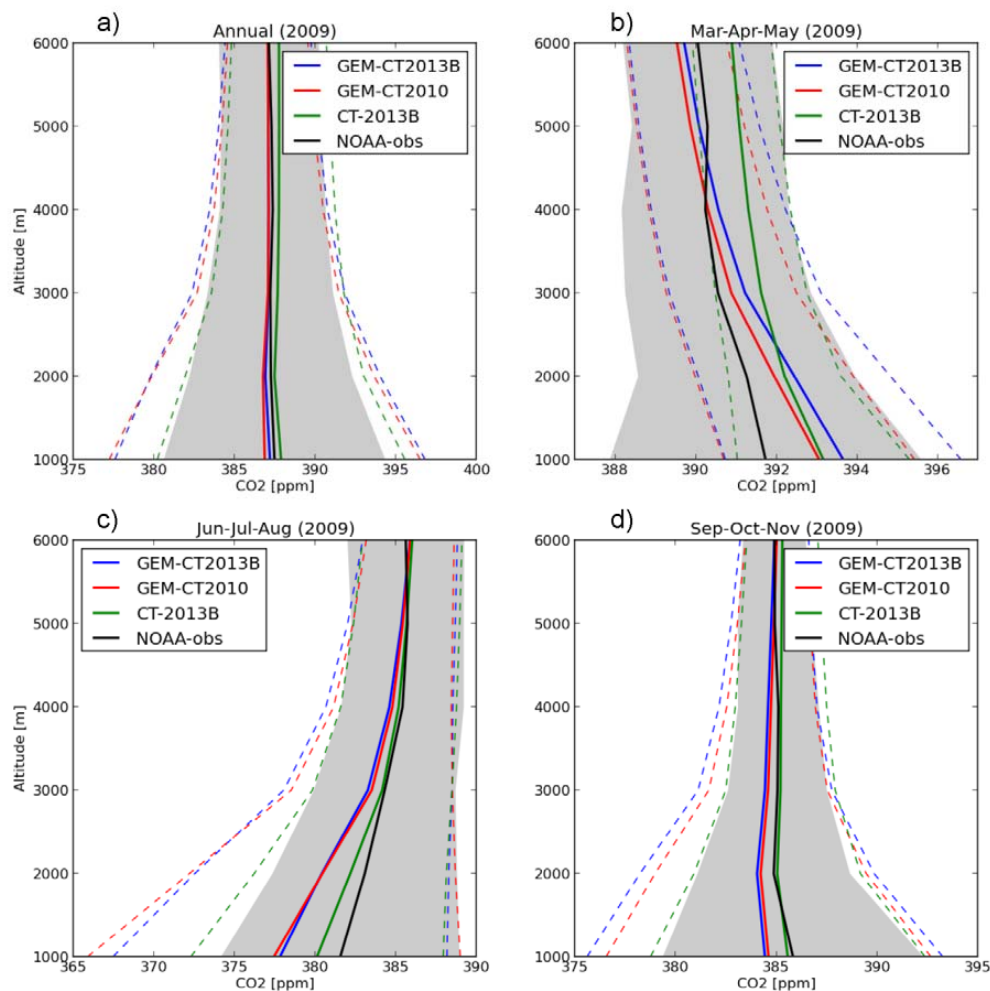 a)
Annual (2009)
6000
5000
4000
3000
2000
1000
Altitude [m]
GEM-CT2013B
GEM-CT2010
CT-2013B
NOAA-obs
375 380 385 390 395 400
CO2 [ppm]
b)
Mar-Apr-May (2009)
6000
5000
4000
3000
2000
1000
GEM-CT2013B
GEM-CT2010
CT-2013B
NOAA-obs
388 390 392 394 396
CO2 [ppm]
c)
Jun-Jul-Aug (2009)
6000
5000
4000
3000
2000
1000
Altitude [m]
GEM-CT2013B
GEM-CT2010
CT-2013B
NOAA-obs
365 370 375 380 385 390
CO2 [ppm]
d)
Sep-Oct-Nov (2009)
6000
5000
4000
3000
2000
1000
GEM-CT2013B
GEM-CT2010
CT-2013B
NOAA-obs
375 380 385 390 395
CO2 [ppm]